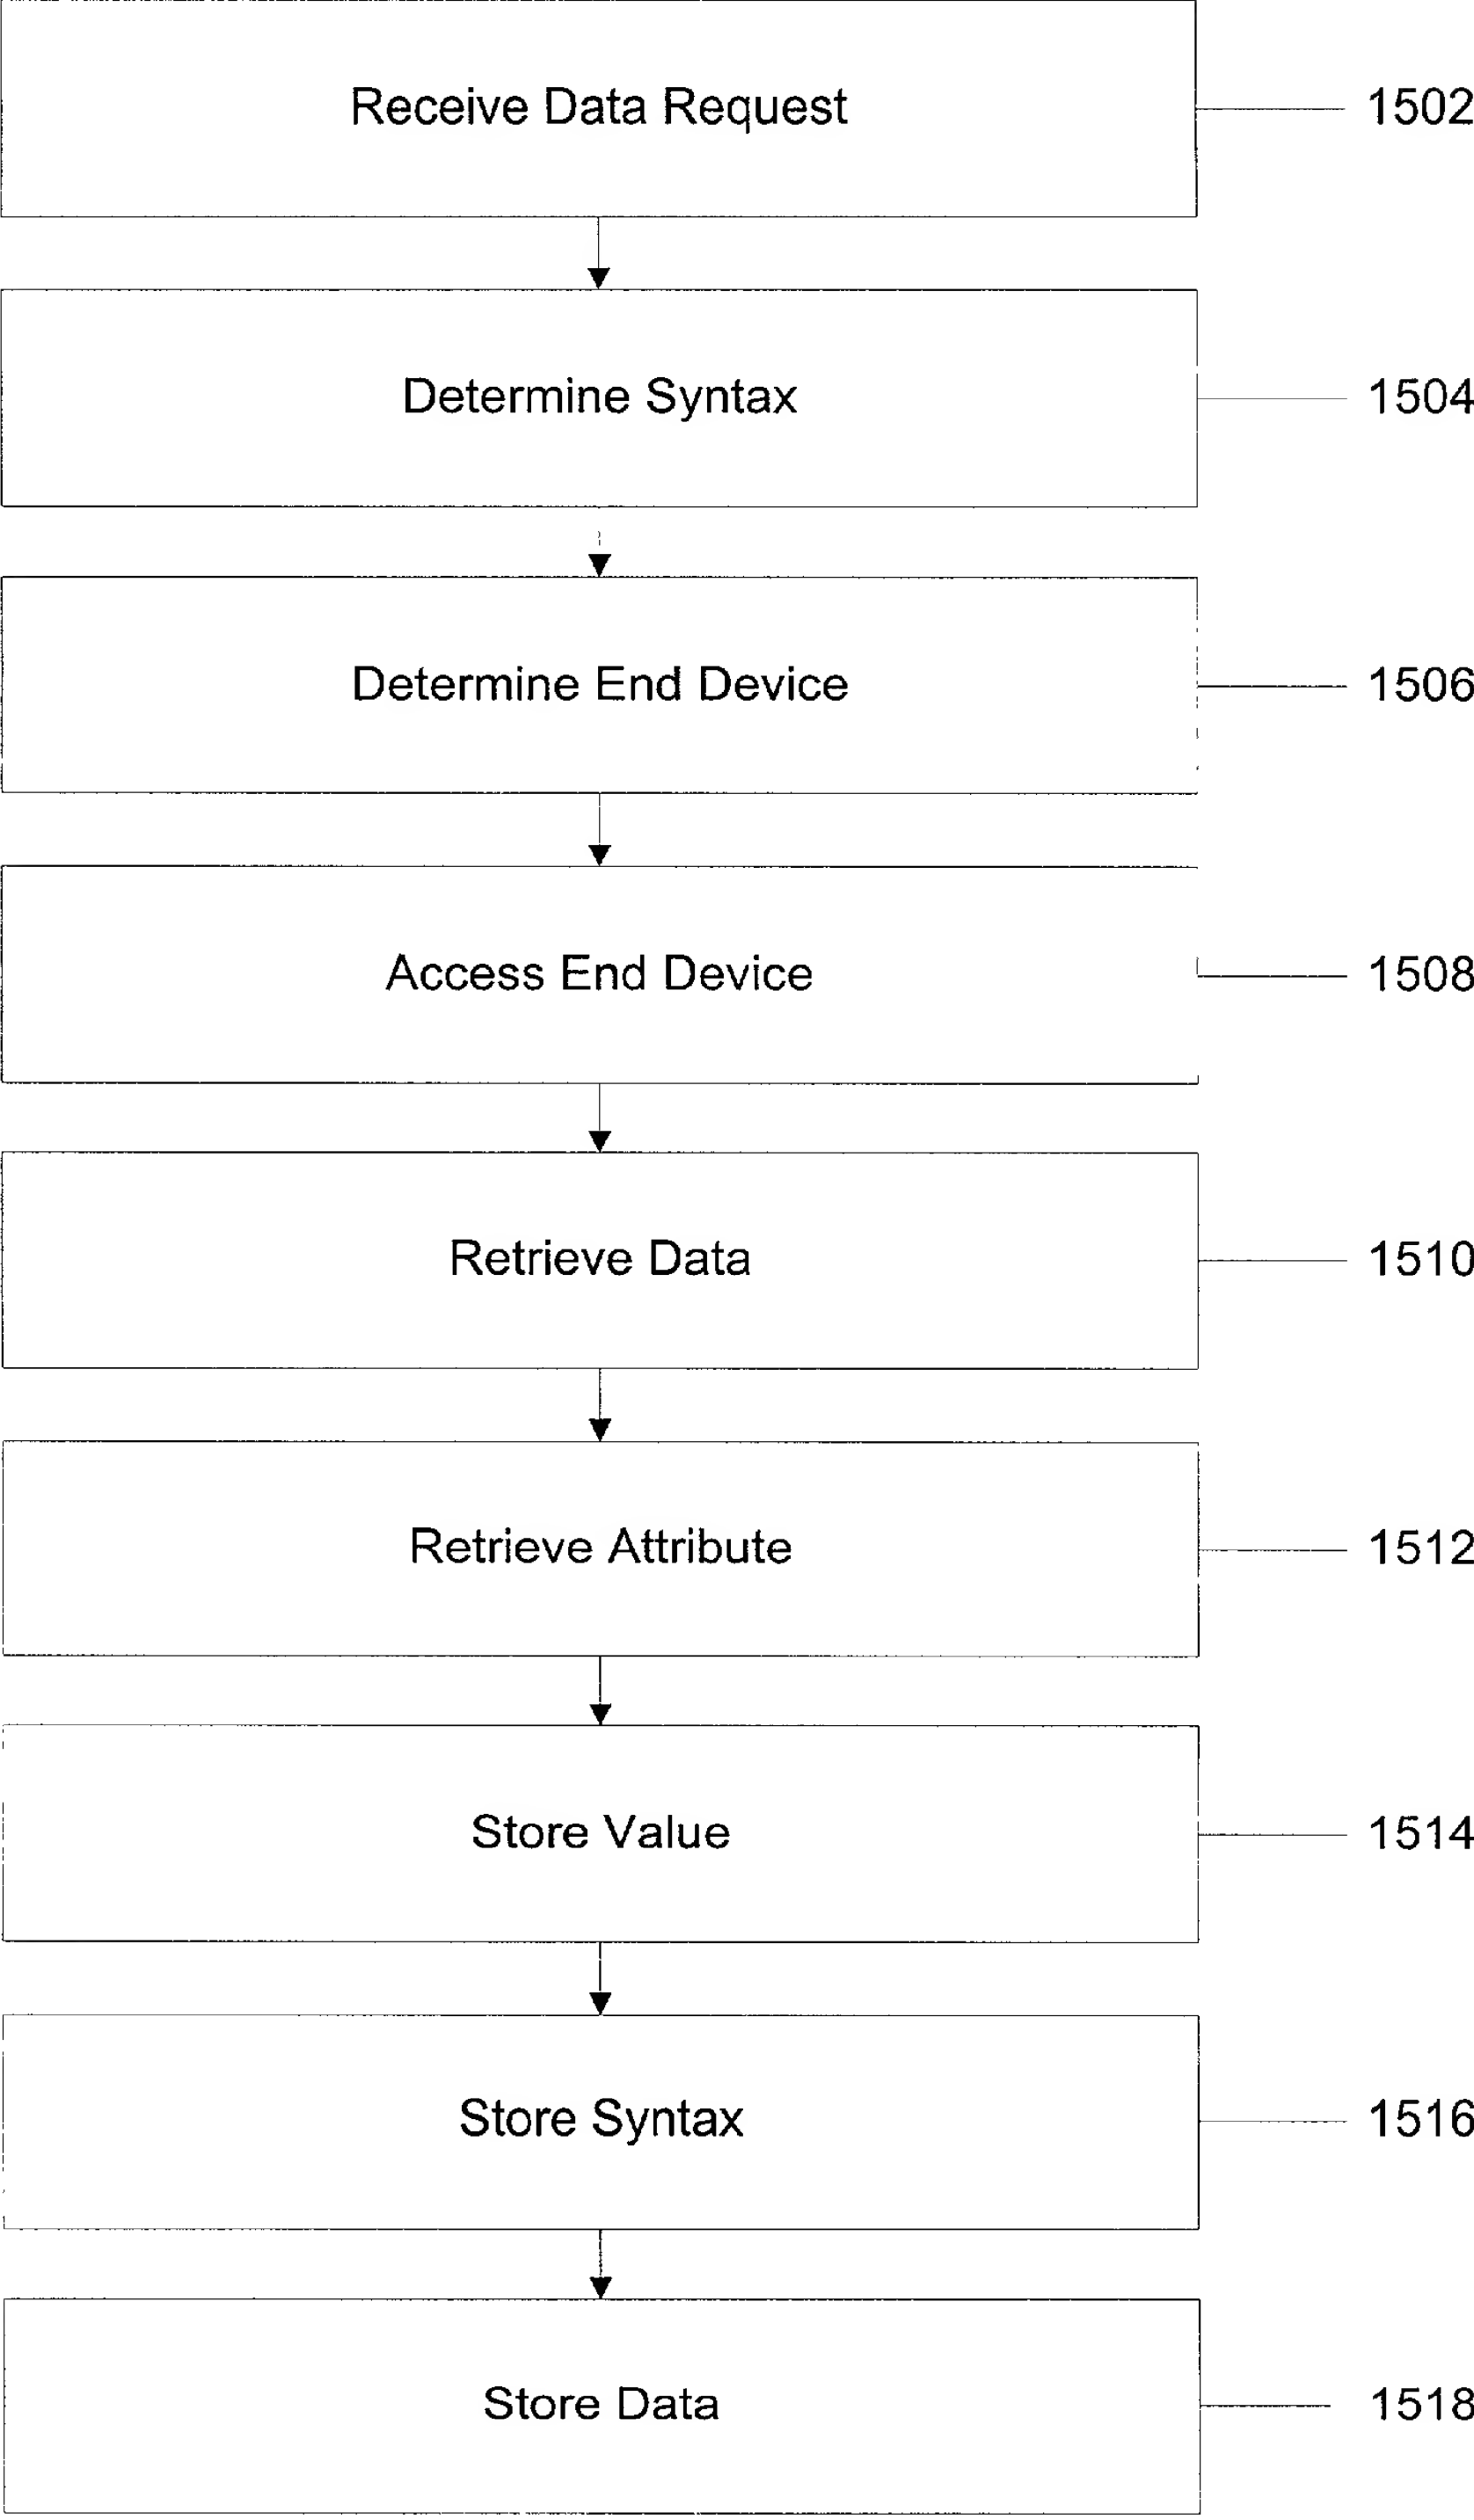 Receive Data Request 1502
Determine Syntax 1504
Determine End Device 1506
Access End Device 1508
Retrieve Data 1510
Retrieve Attribute 1512
Store Value 1514
Store Syntax 1516
Store Data 1518